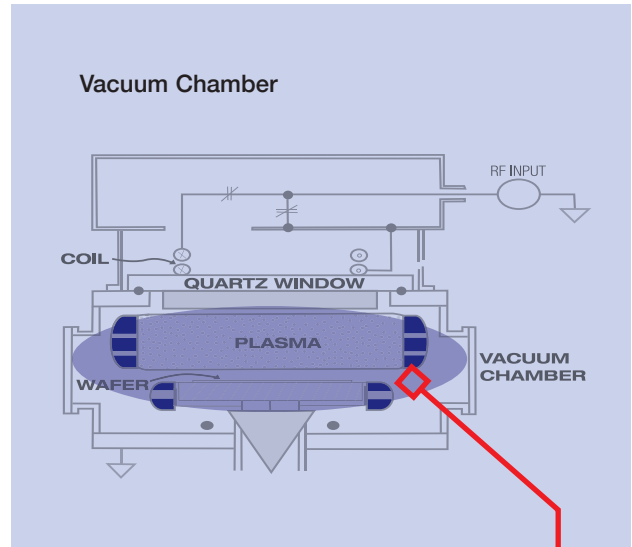 Vacuum Chamber
RF INPUT
COIL
QUARTZ WINDOW
PLASMA
WAFER
VACUUM
CHAMBER